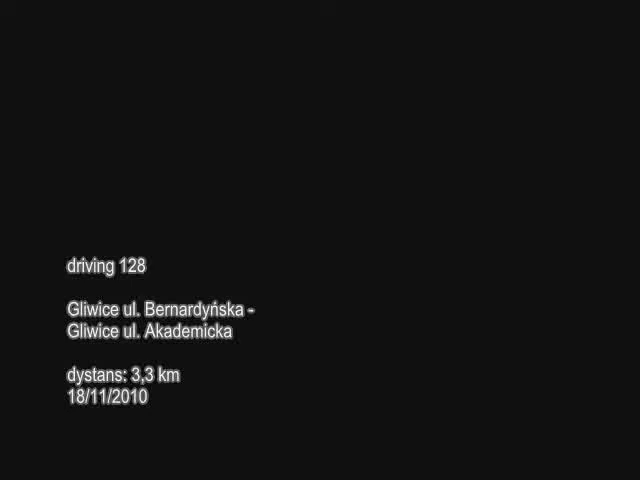 driving 128
Gliwice ul. Bernardyńska -
Gliwice ul. Akademicka
dystans: 3,3 km
18/11/2010